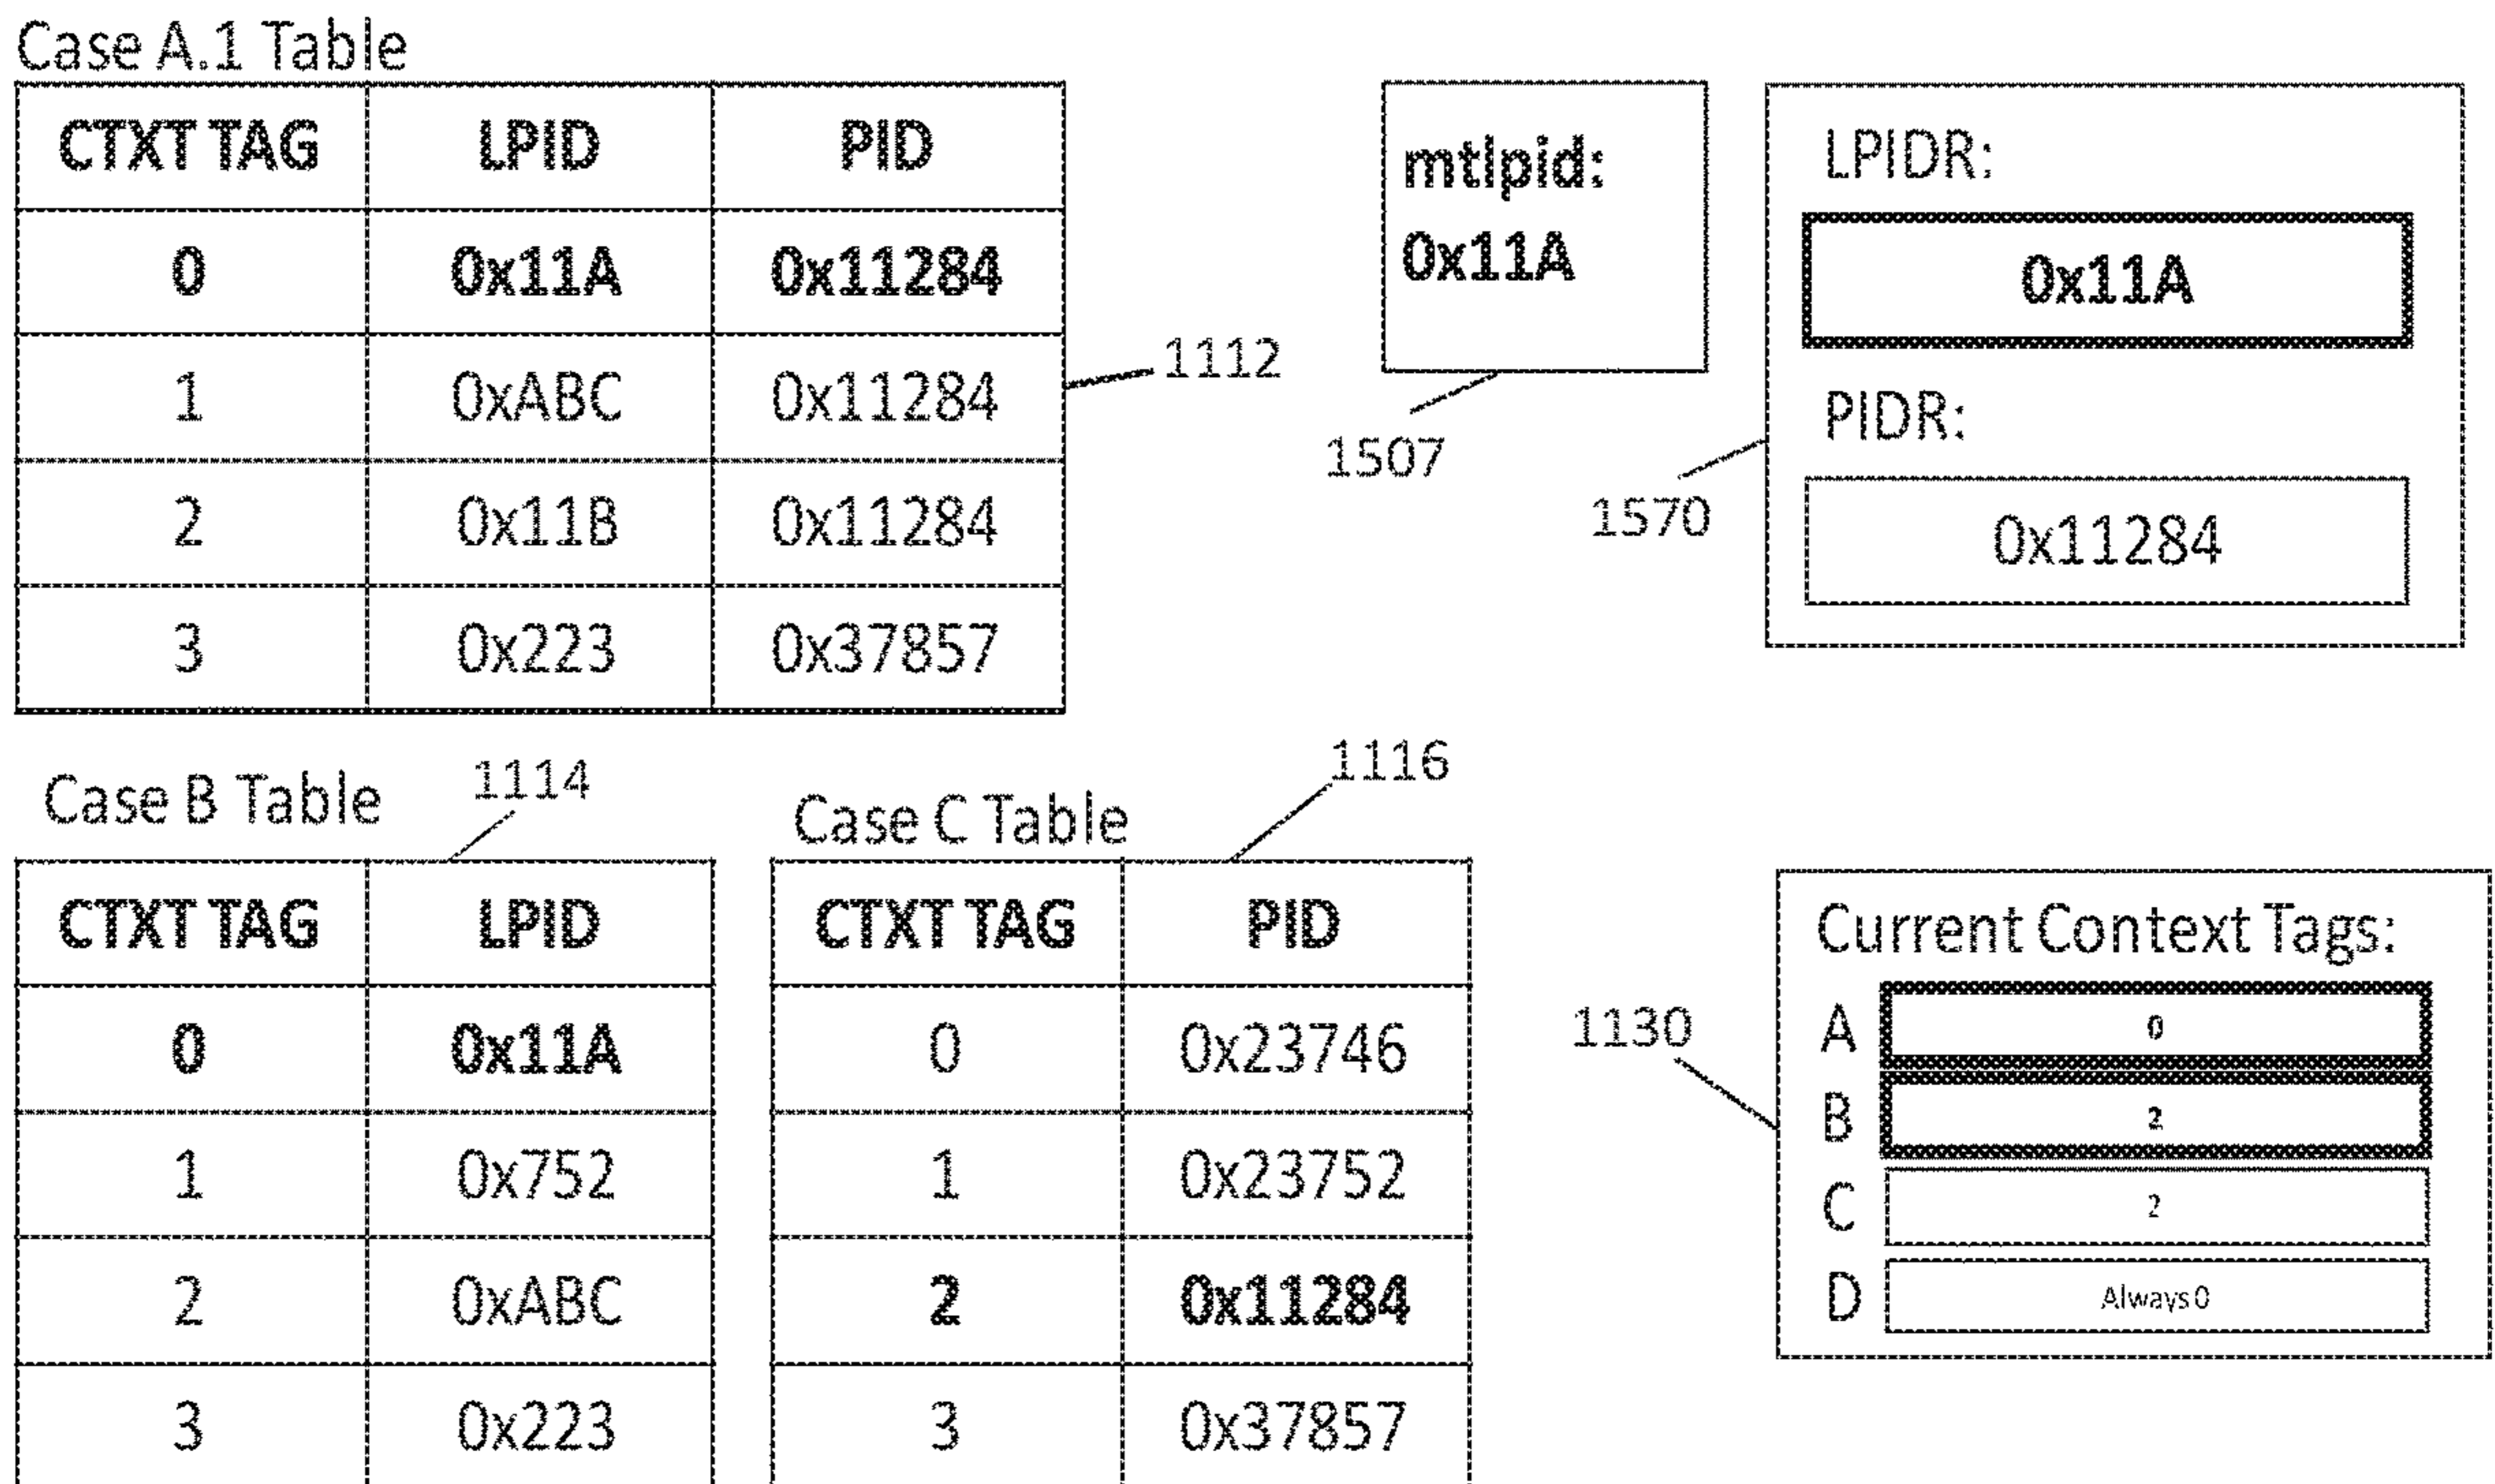 Case A.1 Table
CTXT TAG LPID PID
0 0x11A 0x11284
1 0xABC 0x11284
2 0x11B 0x11284
3 0x223 0x37857
1112
mtlpid:
0x11A
1507
LPIDR:
0x11A
PIDR:
0x11284
1570
Case B Table
1114
CTXT TAG LPID
0 0x11A
1 0x752
2 0xABC
3 0x223
Case C Table
1116
CTXT TAG PID
0 0x23746
1 0x23752
2 0x11284
3 0x37857
1130
Current Context Tags:
A 0
B 2
C 2
D Always 0